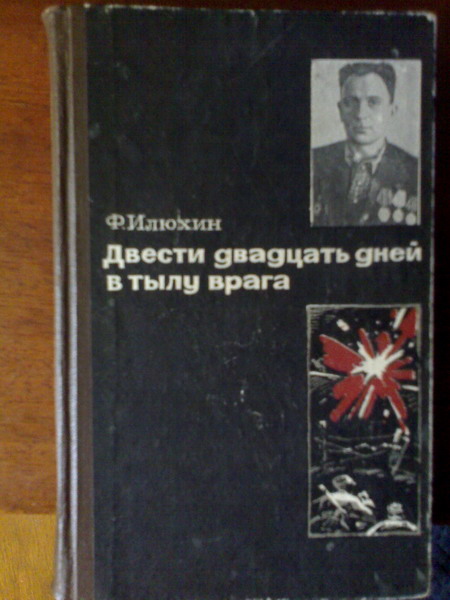 Ф.Илюхин
Двести двадцать дней
в тылу врага